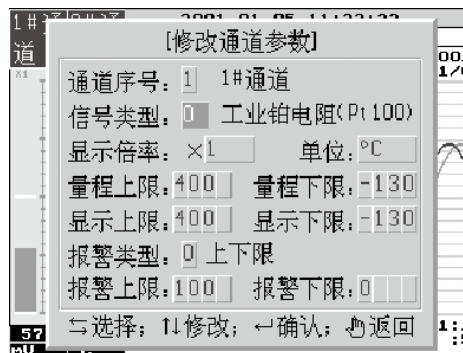 1#通
2001-01-05 11:22:33
道
×1
[修改通道参数]
通道序号: 1 1#通道
信号类型: 0 工业铂电阻(Pt100)
显示倍率: ×1 单位: °C
量程上限: 400 量程下限: -130
显示上限: 400 显示下限: -130
报警类型: 0 上下限
报警上限: 100 报警下限: 0
⇆选择; ↑↓修改; ↵确认; 返回
57